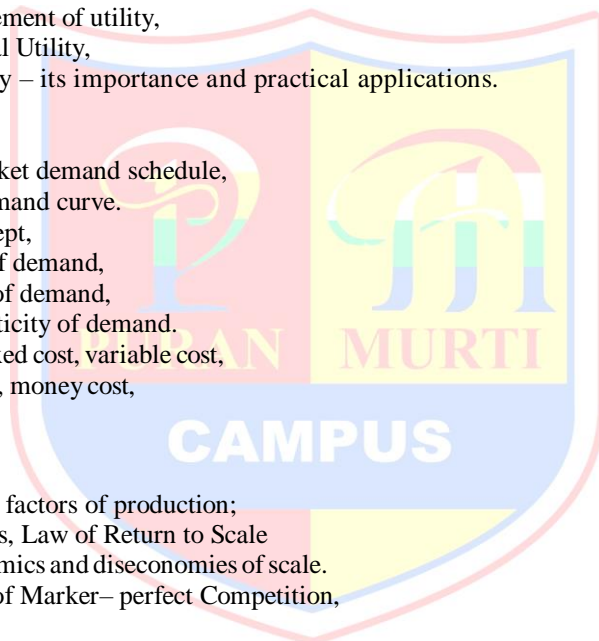 ement of utility,
l Utility,
y – its importance and practical applications.
ket demand schedule,
mand curve.
ept,
f demand,
of demand,
ticity of demand.
ked cost, variable cost,
, money cost,
PURAN MURTI
CAMPUS
factors of production;
s, Law of Return to Scale
mics and diseconomies of scale.
of Marker– perfect Competition,